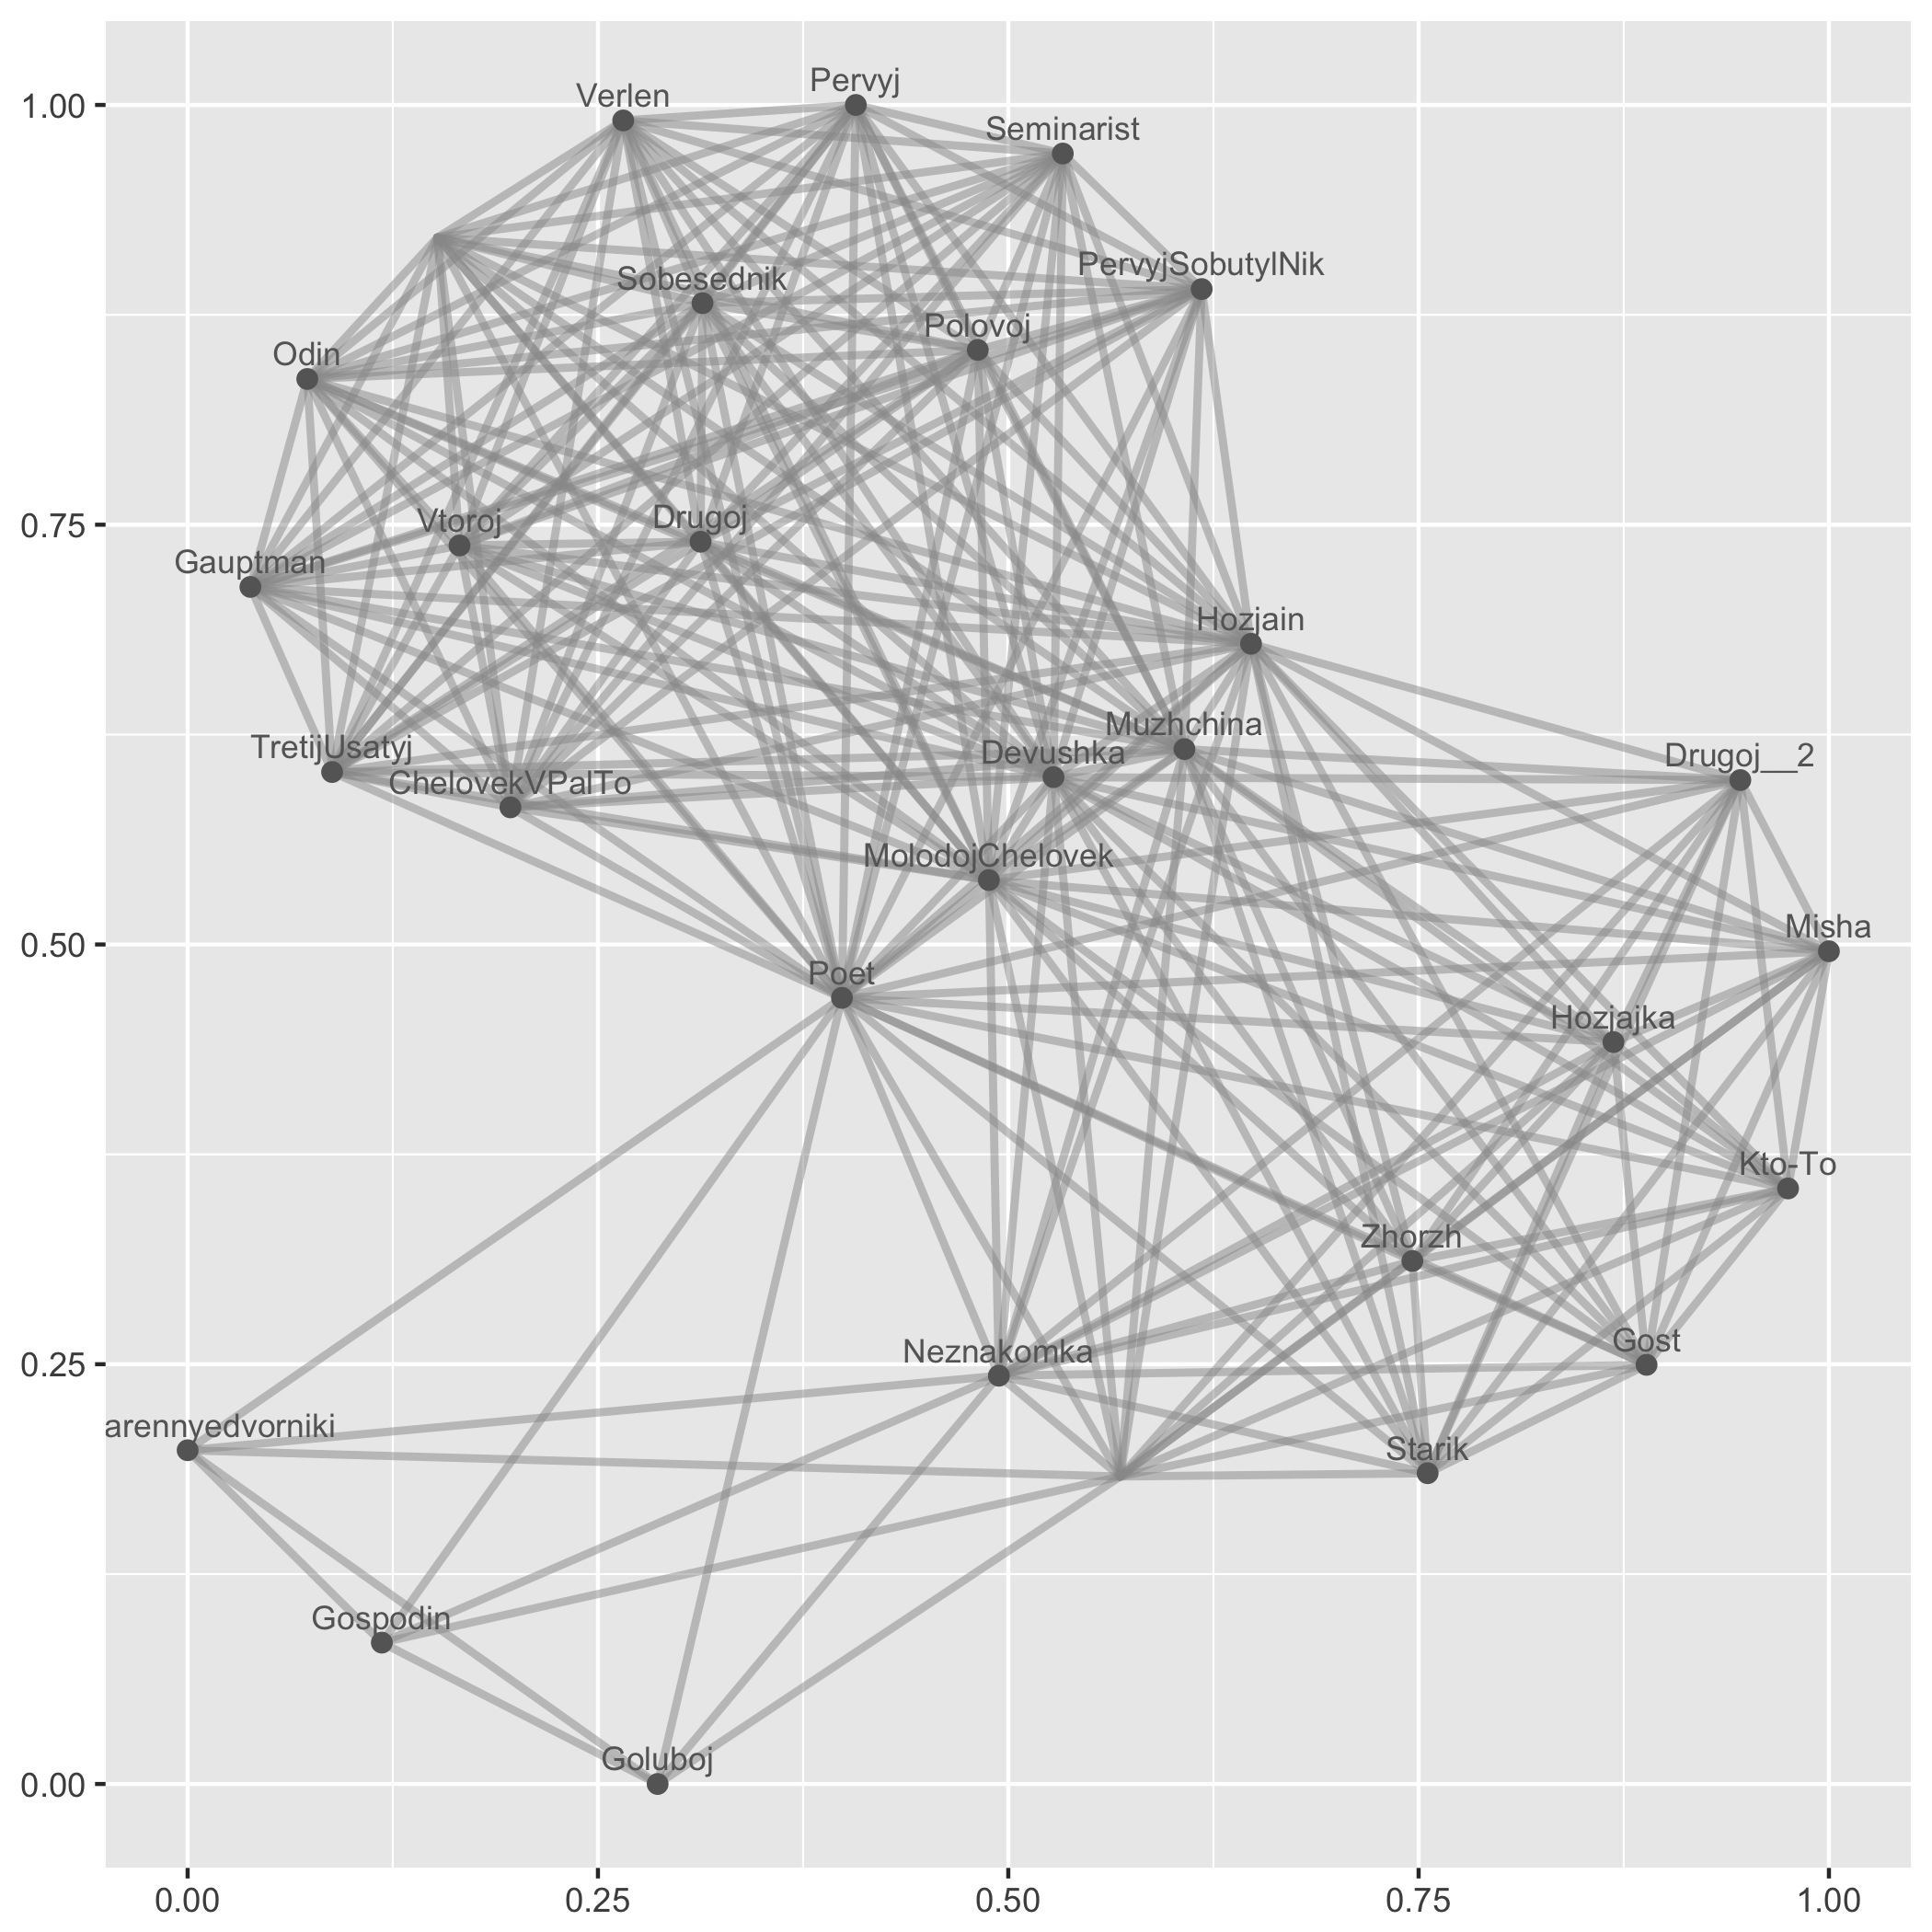 1.00
Pervyj
Verlen
Seminarist
PervyjSobutylNik
Sobesednik
Polovoj
Odin
0.75
Vtoroj
Drugoj
Gauptman
Hozjain
Muzhchina
TretijUsatyj
Devushka
Drugoj__2
ChelovekVPalTo
MolodojChelovek
0.50
Misha
Poet
Hozjajka
Kto-To
Zhorzh
0.25
Neznakomka
Gost
arennyedvorniki
Starik
Gospodin
Goluboj
0.00
0.00 0.25 0.50 0.75 1.00